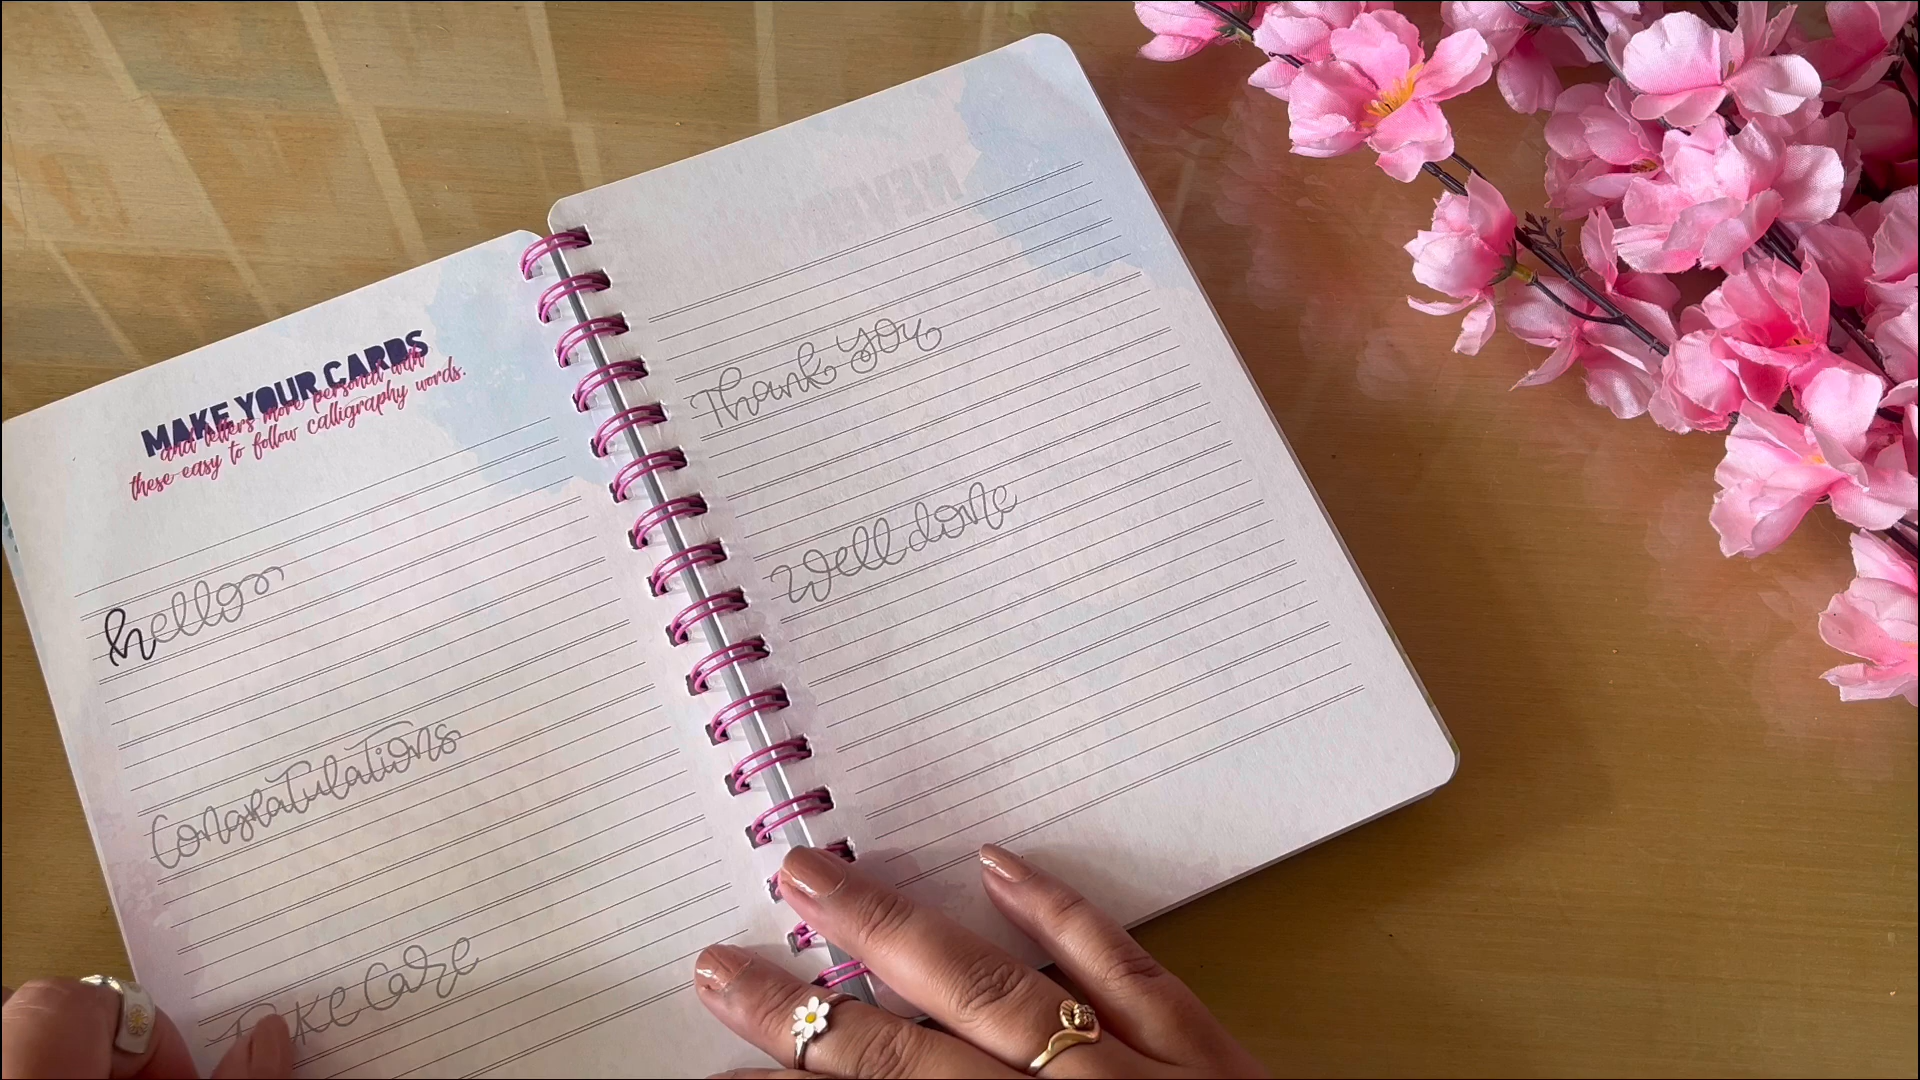 MAKE YOUR CARDS
and letters more personal with
these easy to follow calligraphy words.
hello
Congratulations
Take Care
Thank you
Well done